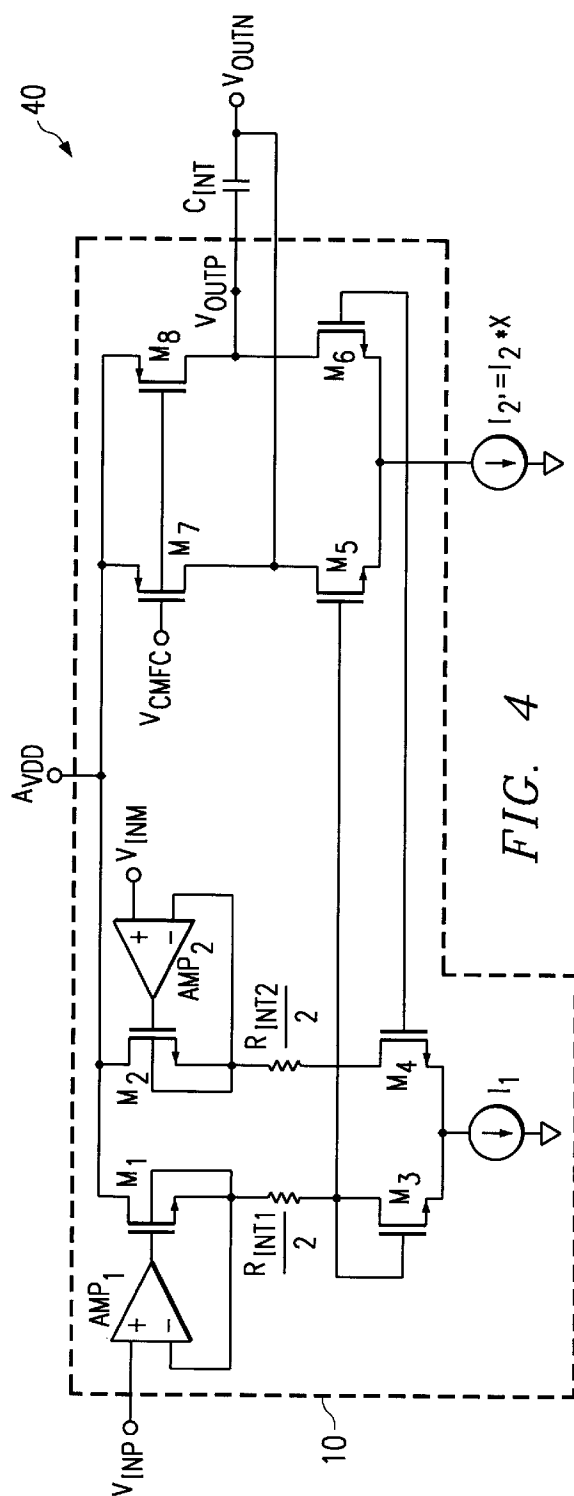 40
A_VDD
V_INP
AMP_1
+
−
M_1
M_2
AMP_2
+
−
V_INM
R_INT1
2
R_INT2
2
M_3
M_4
I_1
V_CMFC
M_7
M_8
V_OUTP
C_INT
V_OUTN
M_5
M_6
I_2'=I_2*X
10
FIG. 4